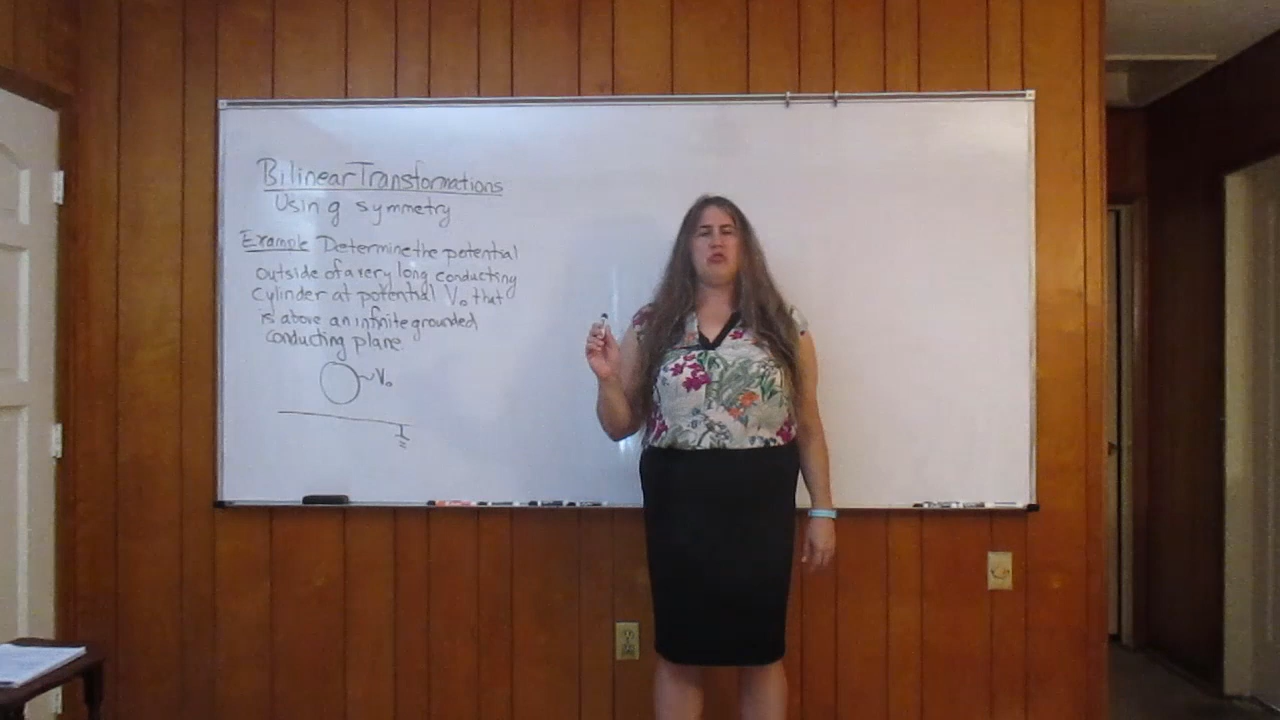 Bilinear Transformations
Using symmetry
Example Determine the potential
outside of a very long conducting
cylinder at potential V₀ that
is above an infinite grounded
conducting plane.
V₀